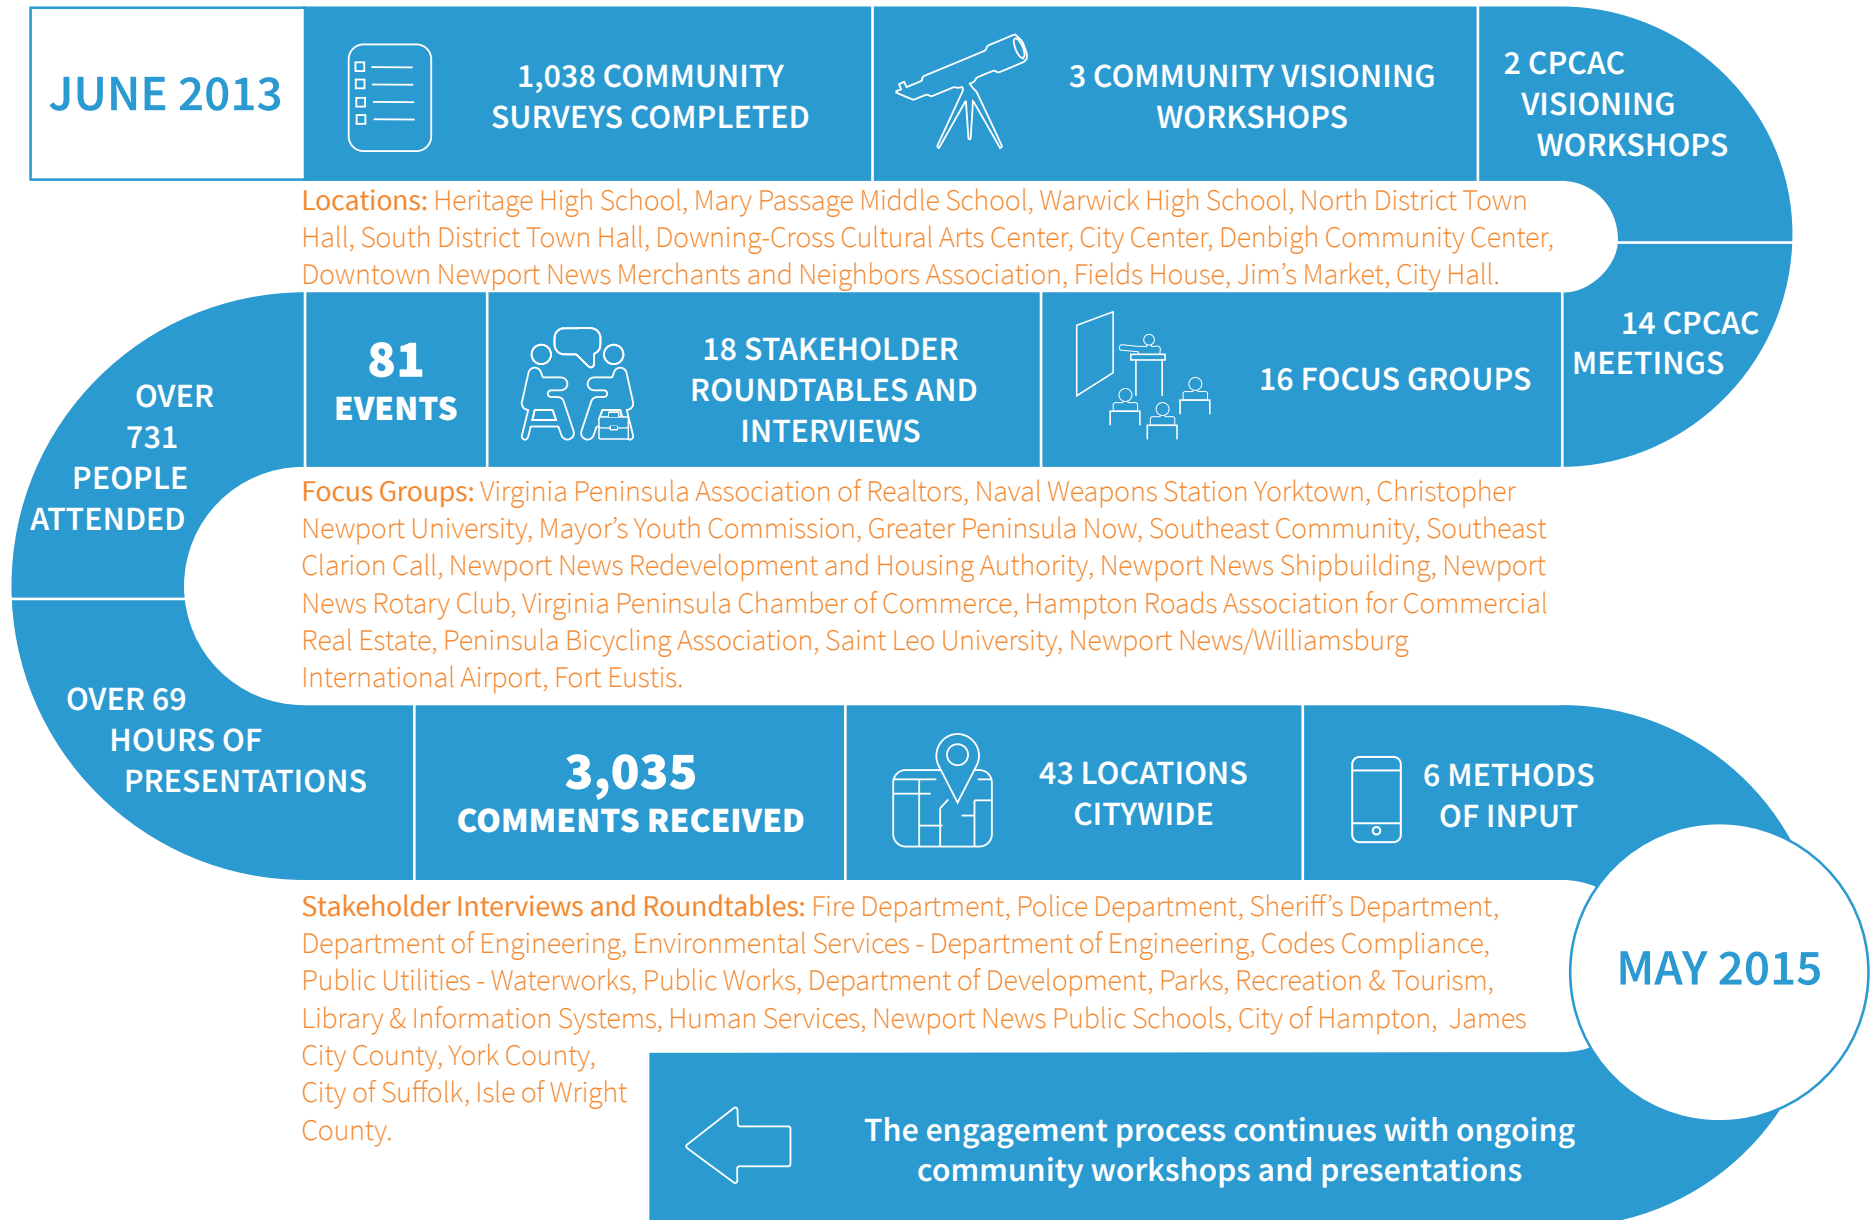 JUNE 2013
1,038 COMMUNITY
SURVEYS COMPLETED
3 COMMUNITY VISIONING
WORKSHOPS
2 CPCAC
VISIONING
WORKSHOPS
Locations: Heritage High School, Mary Passage Middle School, Warwick High School, North District Town
Hall, South District Town Hall, Downing-Cross Cultural Arts Center, City Center, Denbigh Community Center,
Downtown Newport News Merchants and Neighbors Association, Fields House, Jim's Market, City Hall.
14 CPCAC
MEETINGS
16 FOCUS GROUPS
18 STAKEHOLDER
ROUNDTABLES AND
INTERVIEWS
81
EVENTS
OVER
731
PEOPLE
ATTENDED
Focus Groups: Virginia Peninsula Association of Realtors, Naval Weapons Station Yorktown, Christopher
Newport University, Mayor's Youth Commission, Greater Peninsula Now, Southeast Community, Southeast
Clarion Call, Newport News Redevelopment and Housing Authority, Newport News Shipbuilding, Newport
News Rotary Club, Virginia Peninsula Chamber of Commerce, Hampton Roads Association for Commercial
Real Estate, Peninsula Bicycling Association, Saint Leo University, Newport News/Williamsburg
International Airport, Fort Eustis.
OVER 69
HOURS OF
PRESENTATIONS
3,035
COMMENTS RECEIVED
43 LOCATIONS
CITYWIDE
6 METHODS
OF INPUT
Stakeholder Interviews and Roundtables: Fire Department, Police Department, Sheriff's Department,
Department of Engineering, Environmental Services - Department of Engineering, Codes Compliance,
Public Utilities - Waterworks, Public Works, Department of Development, Parks, Recreation & Tourism,
Library & Information Systems, Human Services, Newport News Public Schools, City of Hampton, James
City County, York County,
City of Suffolk, Isle of Wright
County.
MAY 2015
The engagement process continues with ongoing
community workshops and presentations